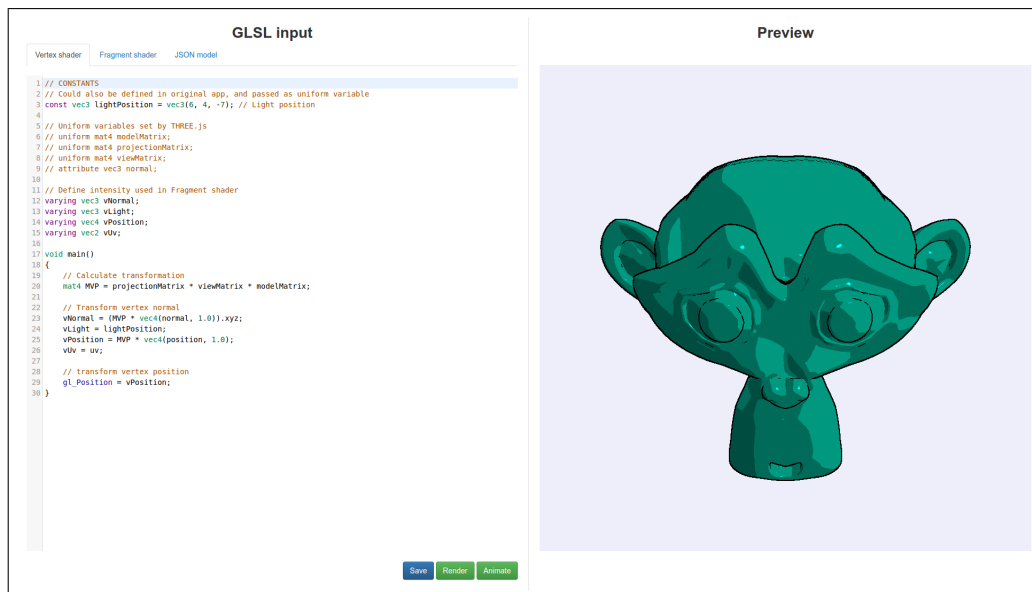 GLSL input
Vertex shader Fragment shader JSON model
1 // CONSTANTS
2 // Could also be defined in original app, and passed as uniform variable
3 const vec3 lightPosition = vec3(6, 4, -7); // Light position
4
5 // Uniform variables set by THREE.js
6 // uniform mat4 modelMatrix;
7 // uniform mat4 projectionMatrix;
8 // uniform mat4 viewMatrix;
9 // attribute vec3 normal;
10
11 // Define intensity used in Fragment shader
12 varying vec3 vNormal;
13 varying vec3 vLight;
14 varying vec4 vPosition;
15 varying vec2 vUv;
16
17 void main()
18 {
19     // Calculate transformation
20     mat4 MVP = projectionMatrix * viewMatrix * modelMatrix;
21
22     // Transform vertex normal
23     vNormal = (MVP * vec4(normal, 1.0)).xyz;
24     vLight = lightPosition;
25     vPosition = MVP * vec4(position, 1.0);
26     vUv = uv;
27
28     // transform vertex position
29     gl_Position = vPosition;
30 }
Save Render Animate
Preview